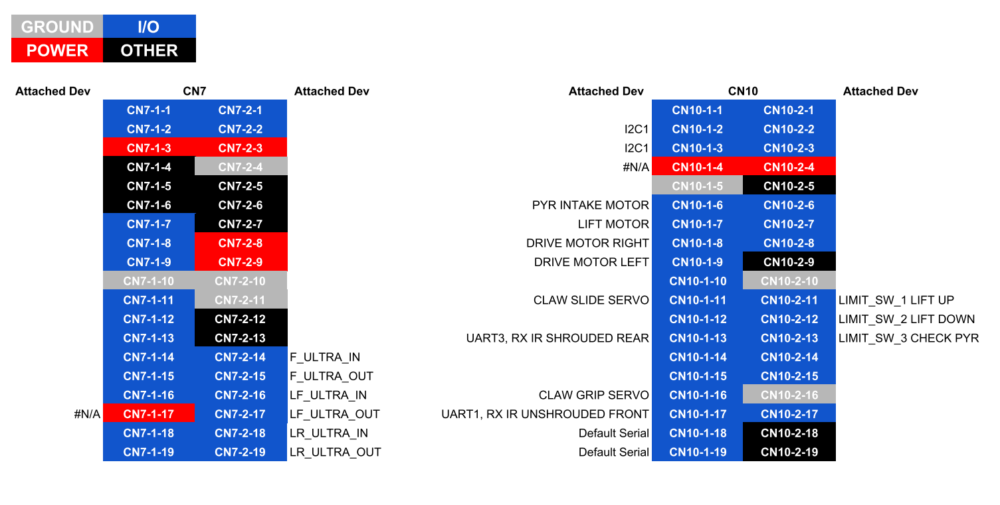 GROUND I/O
POWER OTHER
Attached Dev CN7 Attached Dev Attached Dev CN10 Attached Dev
CN7-1-1 CN7-2-1 CN10-1-1 CN10-2-1
CN7-1-2 CN7-2-2 I2C1 CN10-1-2 CN10-2-2
CN7-1-3 CN7-2-3 I2C1 CN10-1-3 CN10-2-3
CN7-1-4 CN7-2-4 #N/A CN10-1-4 CN10-2-4
CN7-1-5 CN7-2-5 CN10-1-5 CN10-2-5
CN7-1-6 CN7-2-6 PYR INTAKE MOTOR CN10-1-6 CN10-2-6
CN7-1-7 CN7-2-7 LIFT MOTOR CN10-1-7 CN10-2-7
CN7-1-8 CN7-2-8 DRIVE MOTOR RIGHT CN10-1-8 CN10-2-8
CN7-1-9 CN7-2-9 DRIVE MOTOR LEFT CN10-1-9 CN10-2-9
CN7-1-10 CN7-2-10 CN10-1-10 CN10-2-10
CN7-1-11 CN7-2-11 CLAW SLIDE SERVO CN10-1-11 CN10-2-11 LIMIT_SW_1 LIFT UP
CN7-1-12 CN7-2-12 CN10-1-12 CN10-2-12 LIMIT_SW_2 LIFT DOWN
CN7-1-13 CN7-2-13 UART3, RX IR SHROUDED REAR CN10-1-13 CN10-2-13 LIMIT_SW_3 CHECK PYR
CN7-1-14 CN7-2-14 F_ULTRA_IN CN10-1-14 CN10-2-14
CN7-1-15 CN7-2-15 F_ULTRA_OUT CN10-1-15 CN10-2-15
CN7-1-16 CN7-2-16 LF_ULTRA_IN CLAW GRIP SERVO CN10-1-16 CN10-2-16
#N/A CN7-1-17 CN7-2-17 LF_ULTRA_OUT UART1, RX IR UNSHROUDED FRONT CN10-1-17 CN10-2-17
CN7-1-18 CN7-2-18 LR_ULTRA_IN Default Serial CN10-1-18 CN10-2-18
CN7-1-19 CN7-2-19 LR_ULTRA_OUT Default Serial CN10-1-19 CN10-2-19